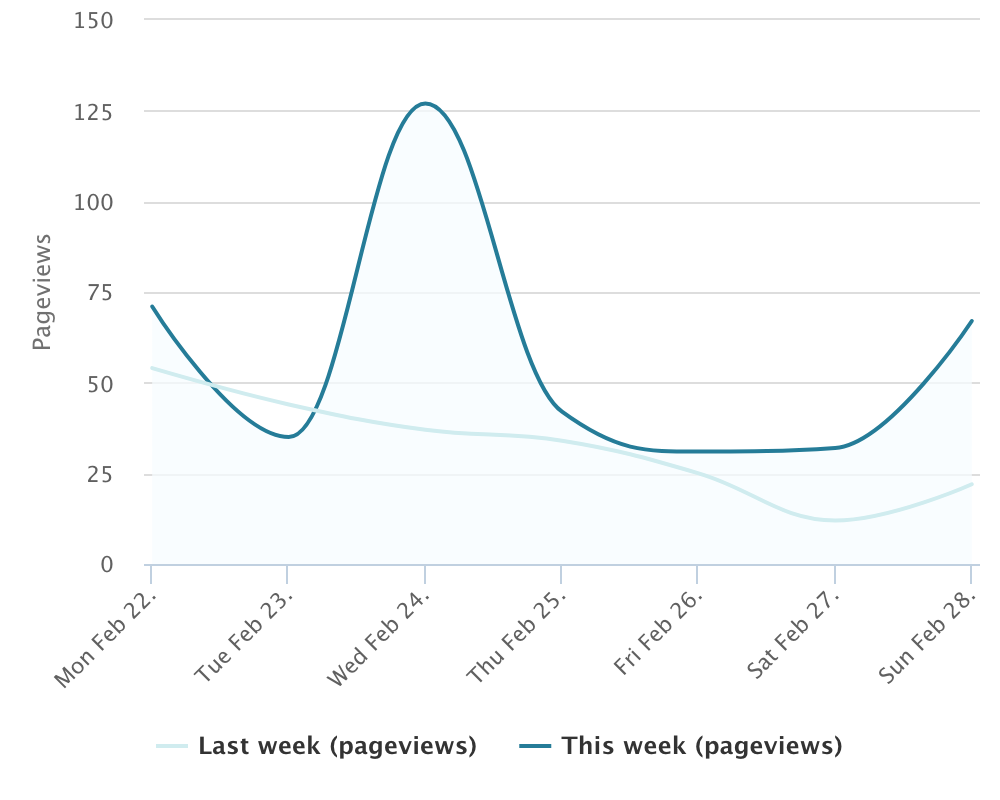 150
125
100
75
50
25
0
Pageviews
Mon Feb 22.
Tue Feb 23.
Wed Feb 24.
Thu Feb 25.
Fri Feb 26.
Sat Feb 27.
Sun Feb 28.
Last week (pageviews)
This week (pageviews)